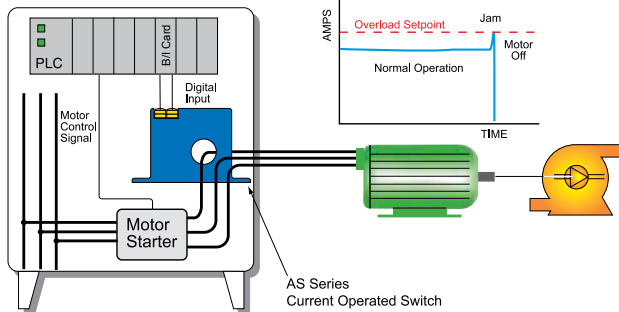 PLC
B/I Card
Digital
Input
Motor
Control
Signal
Motor
Starter
AS Series
Current Operated Switch
AMPS
Overload Setpoint
Jam
Motor
Off
Normal Operation
TIME